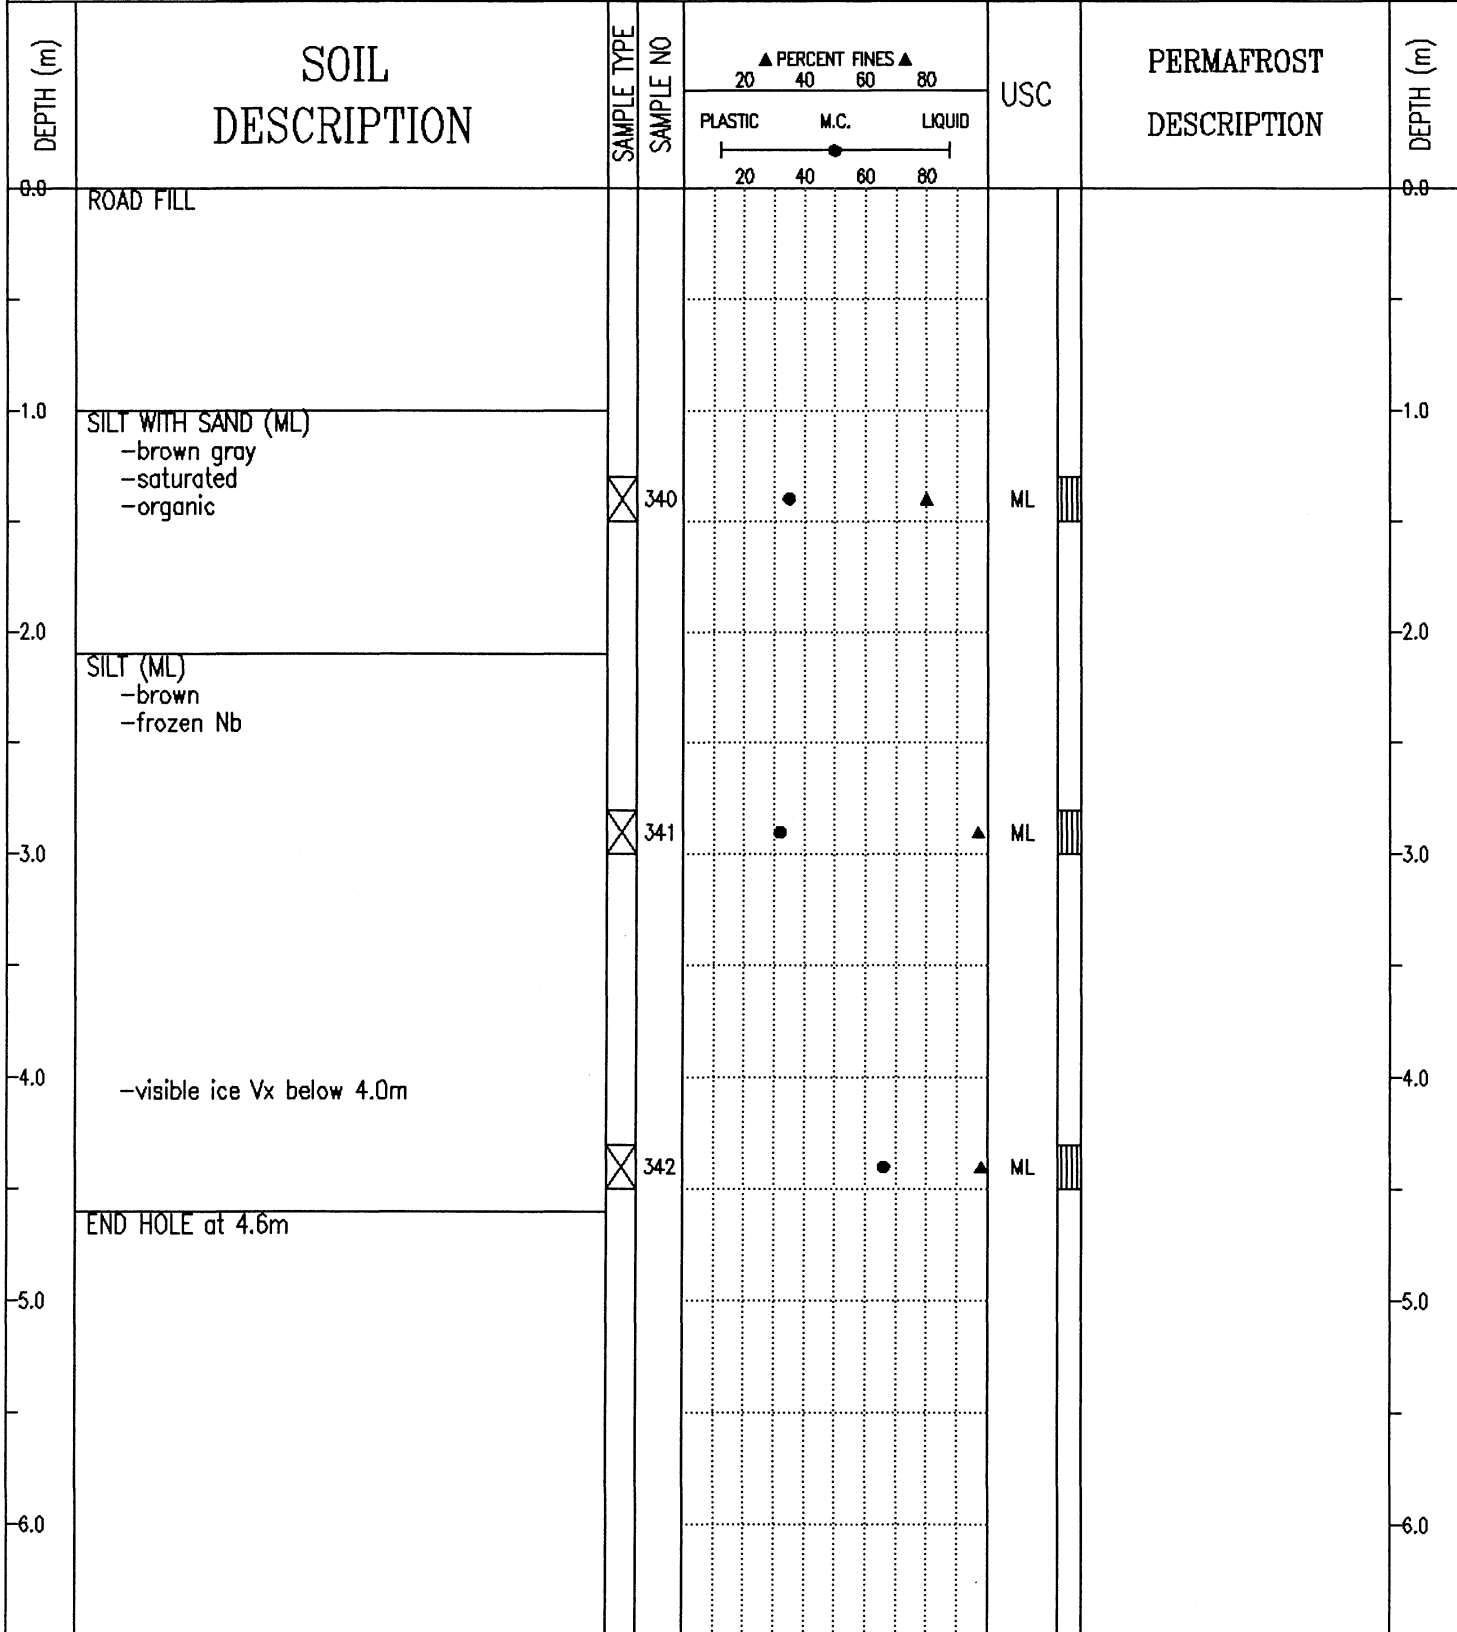 DEPTH (m)
SOIL
DESCRIPTION
SAMPLE TYPE
SAMPLE NO
▲ PERCENT FINES ▲
20 40 60 80
PLASTIC M.C. LIQUID
20 40 60 80
USC
PERMAFROST
DESCRIPTION
DEPTH (m)
0.0 0.0
ROAD FILL
1.0 1.0
SILT WITH SAND (ML)
-brown gray
-saturated
-organic
340 ML
2.0 2.0
SILT (ML)
-brown
-frozen Nb
341 ML
3.0 3.0
4.0 4.0
-visible ice Vx below 4.0m
342 ML
END HOLE at 4.6m
5.0 5.0
6.0 6.0